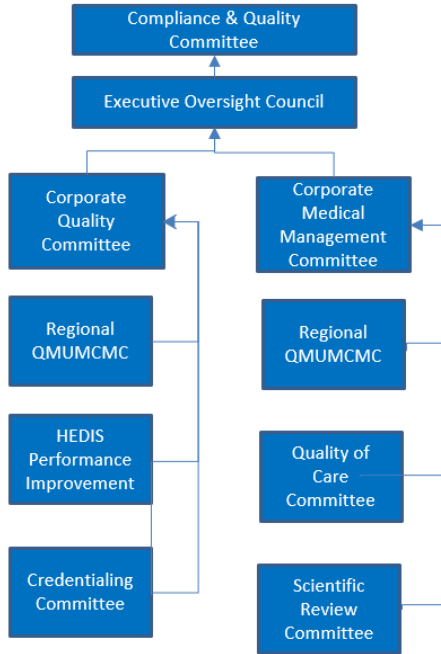 Compliance & Quality
Committee
Executive Oversight Council
Corporate
Quality
Committee
Corporate
Medical
Management
Committee
Regional
QMUMCMC
Regional
QMUMCMC
HEDIS
Performance
Improvement
Quality of
Care
Committee
Credentialing
Committee
Scientific
Review
Committee